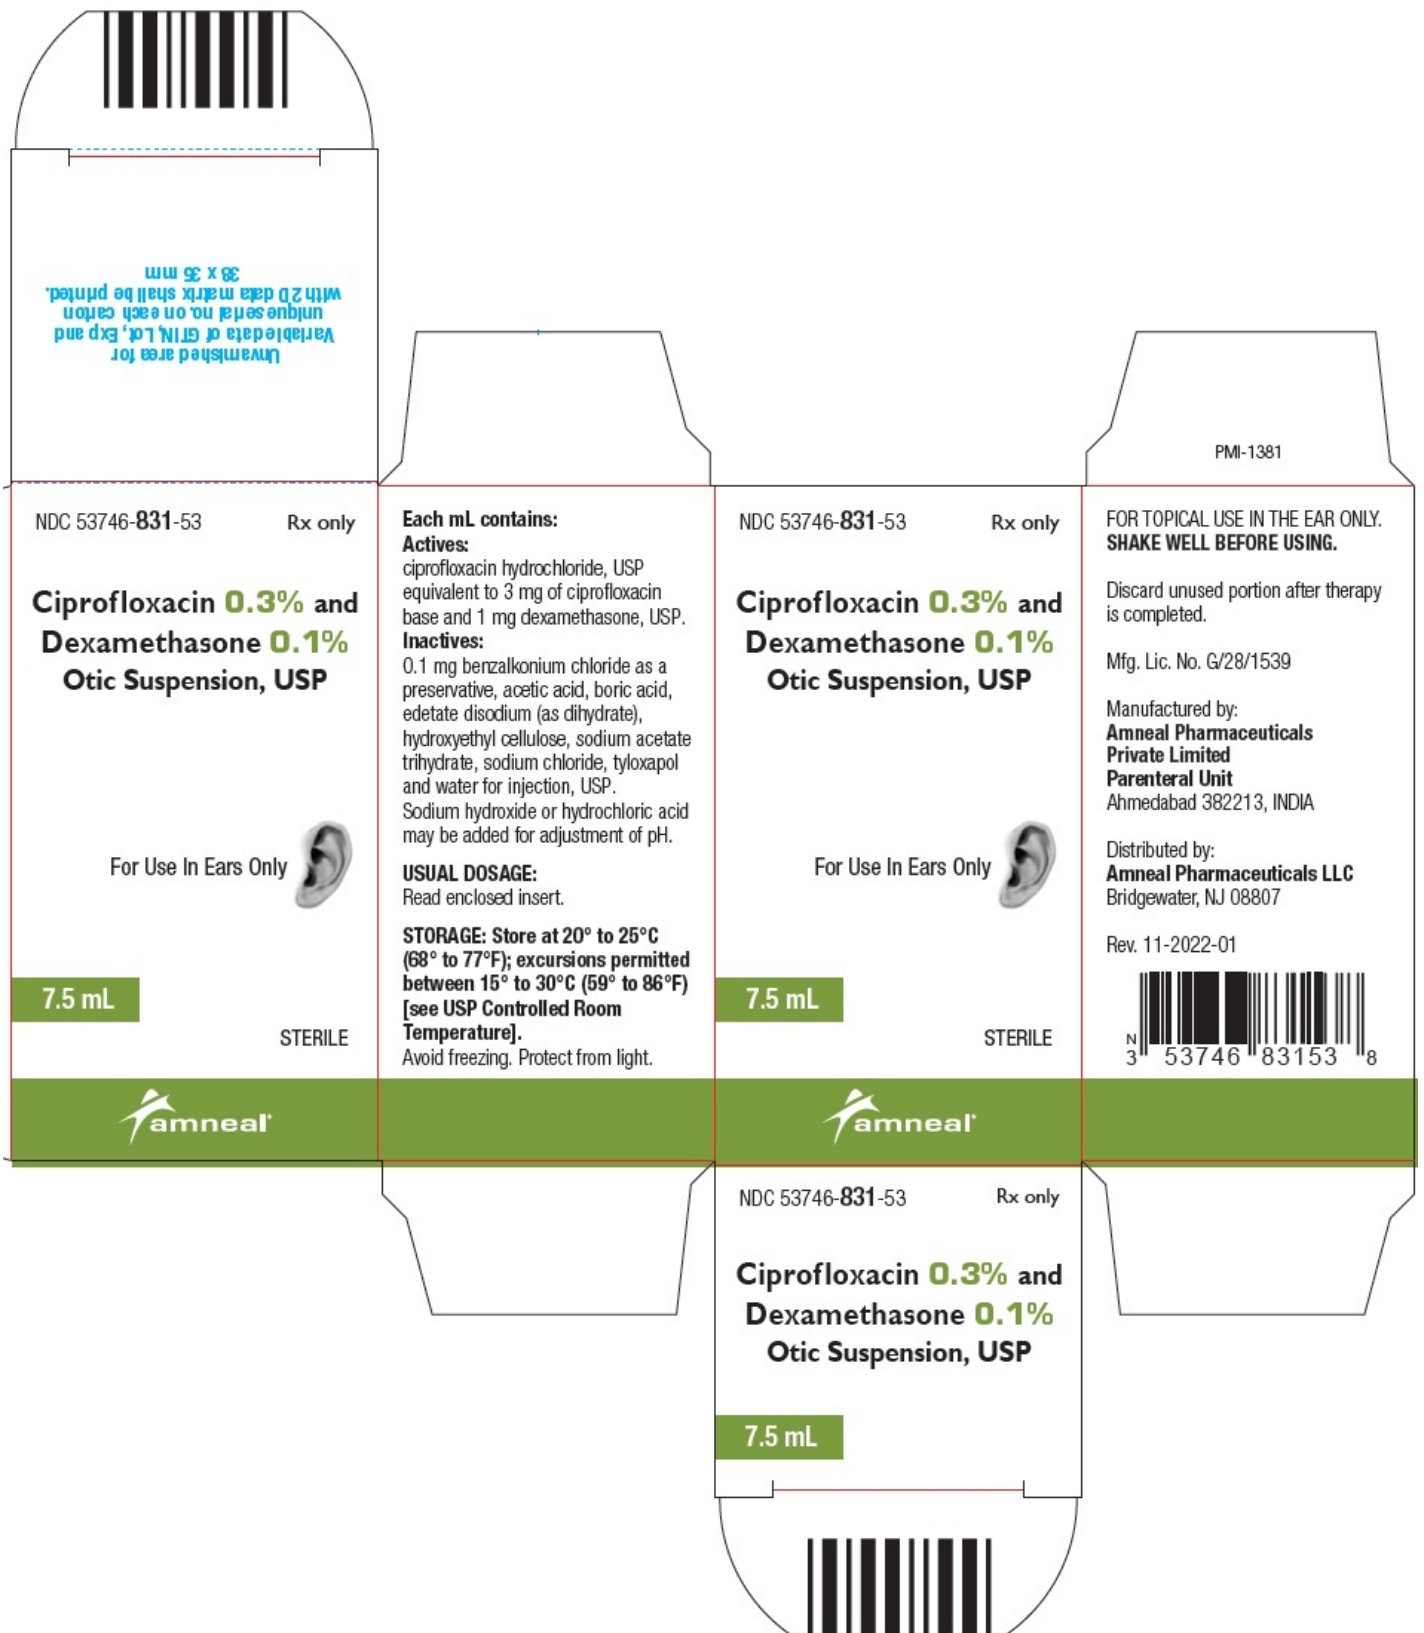 Unvarnished area for
Variable data of GTIN, Lot, Exp and
unique serial no. on each carton
with 2D data matrix shall be printed.
38 x 35 mm
NDC 53746-831-53 Rx only
Ciprofloxacin 0.3% and
Dexamethasone 0.1%
Otic Suspension, USP
For Use In Ears Only
7.5 mL
STERILE
amneal
Each mL contains:
Actives:
ciprofloxacin hydrochloride, USP
equivalent to 3 mg of ciprofloxacin
base and 1 mg dexamethasone, USP.
Inactives:
0.1 mg benzalkonium chloride as a
preservative, acetic acid, boric acid,
edetate disodium (as dihydrate),
hydroxyethyl cellulose, sodium acetate
trihydrate, sodium chloride, tyloxapol
and water for injection, USP.
Sodium hydroxide or hydrochloric acid
may be added for adjustment of pH.
USUAL DOSAGE:
Read enclosed insert.
STORAGE: Store at 20° to 25°C
(68° to 77°F); excursions permitted
between 15° to 30°C (59° to 86°F)
[see USP Controlled Room
Temperature].
Avoid freezing. Protect from light.
NDC 53746-831-53 Rx only
Ciprofloxacin 0.3% and
Dexamethasone 0.1%
Otic Suspension, USP
For Use In Ears Only
7.5 mL
STERILE
amneal
PMI-1381
FOR TOPICAL USE IN THE EAR ONLY.
SHAKE WELL BEFORE USING.
Discard unused portion after therapy
is completed.
Mfg. Lic. No. G/28/1539
Manufactured by:
Amneal Pharmaceuticals
Private Limited
Parenteral Unit
Ahmedabad 382213, INDIA
Distributed by:
Amneal Pharmaceuticals LLC
Bridgewater, NJ 08807
Rev. 11-2022-01
N
3 53746 83153 8
NDC 53746-831-53 Rx only
Ciprofloxacin 0.3% and
Dexamethasone 0.1%
Otic Suspension, USP
7.5 mL